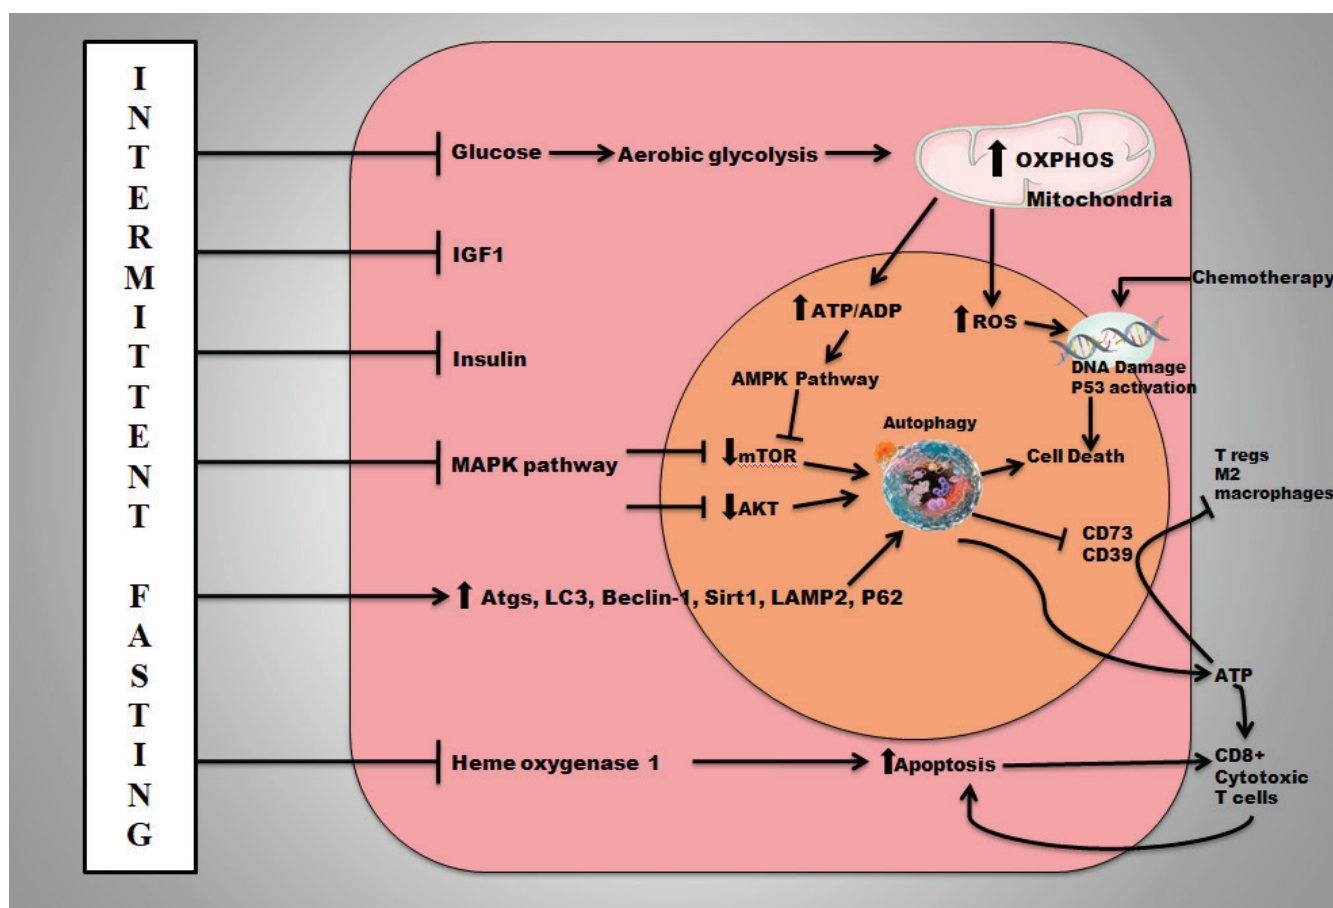 INTERMITTENT FASTING
Glucose
Aerobic glycolysis
OXPHOS
Mitochondria
IGF1
Chemotherapy
ATP/ADP
ROS
Insulin
DNA Damage
P53 activation
AMPK Pathway
Autophagy
MAPK pathway
mTOR
Cell Death
T regs
M2
macrophages
AKT
CD73
CD39
Atgs, LC3, Beclin-1, Sirt1, LAMP2, P62
ATP
Heme oxygenase 1
Apoptosis
CD8+
Cytotoxic
T cells